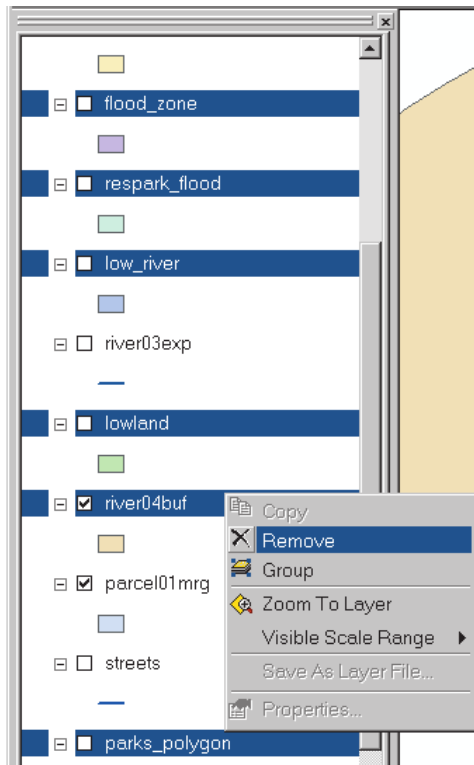 flood_zone
respark_flood
low_river
river03exp
lowland
river04buf
Copy
Remove
Group
parcel01mrg
Zoom To Layer
Visible Scale Range
streets
Save As Layer File...
Properties...
parks_polygon